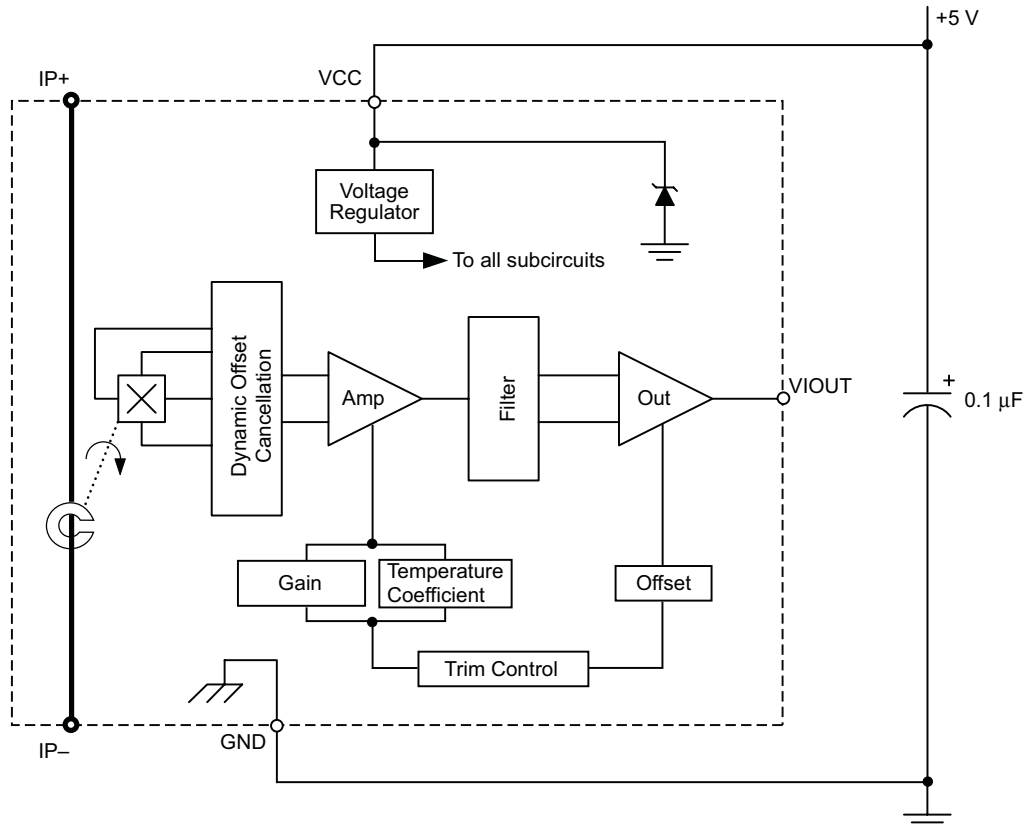 +5 V
IP+
VCC
Voltage
Regulator
To all subcircuits
Dynamic Offset
Cancellation
Amp
Filter
Out
VIOUT
+
0.1 μF
Gain
Temperature
Coefficient
Offset
Trim Control
GND
IP–